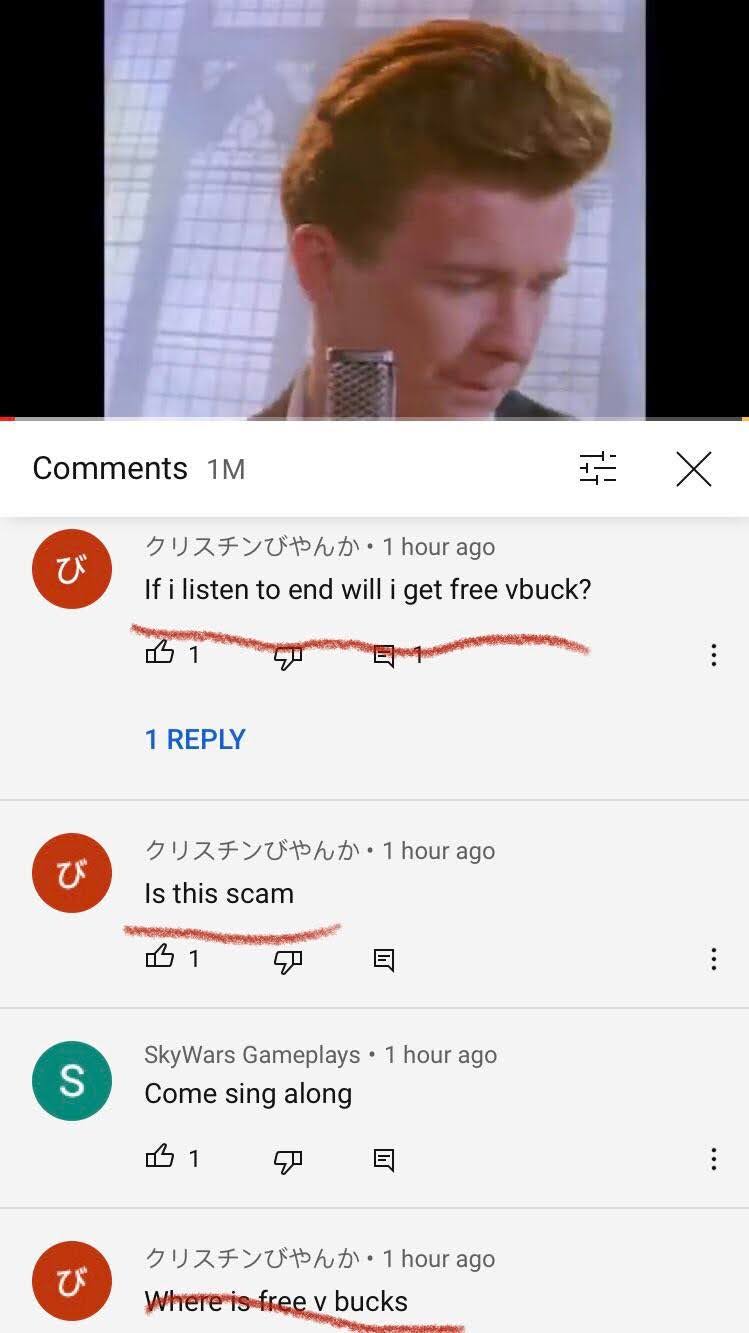 Comments 1M
び
クリスチンびやんか • 1 hour ago
If i listen to end will i get free vbuck?
1 1
1 REPLY
び
クリスチンびやんか • 1 hour ago
Is this scam
1
S
SkyWars Gameplays • 1 hour ago
Come sing along
1
び
クリスチンびやんか • 1 hour ago
Where is free v bucks